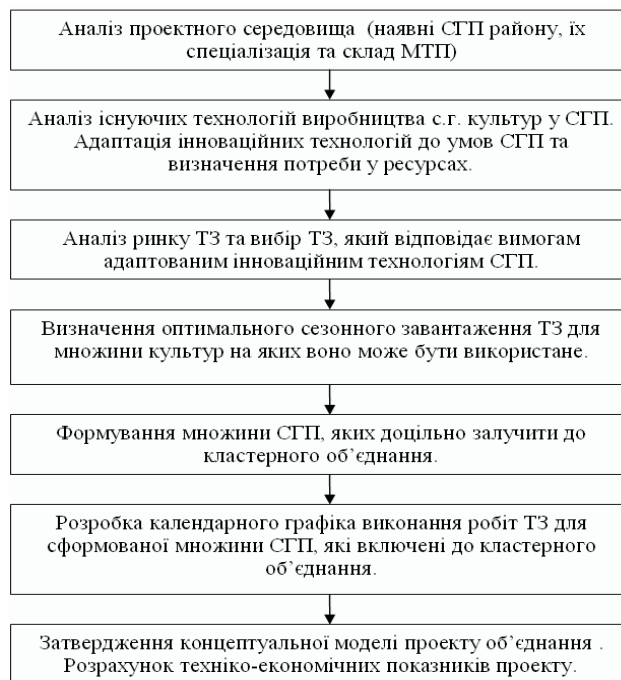 Аналіз проектного середовища (наявні СГП району, їх
спеціалізація та склад МТП)
Аналіз існуючих технологій виробництва с.г. культур у СГП.
Адаптація інноваційних технологій до умов СГП та
визначення потреби у ресурсах.
Аналіз ринку ТЗ та вибір ТЗ, який відповідає вимогам
адаптованим інноваційним технологіям СГП.
Визначення оптимального сезонного завантаження ТЗ для
множини культур на яких воно може бути використане.
Формування множини СГП, яких доцільно залучити до
кластерного об’єднання.
Розробка календарного графіка виконання робіт ТЗ для
сформованої множини СГП, які включені до кластерного
об’єднання.
Затвердження концептуальної моделі проекту об’єднання .
Розрахунок техніко-економічних показників проекту.